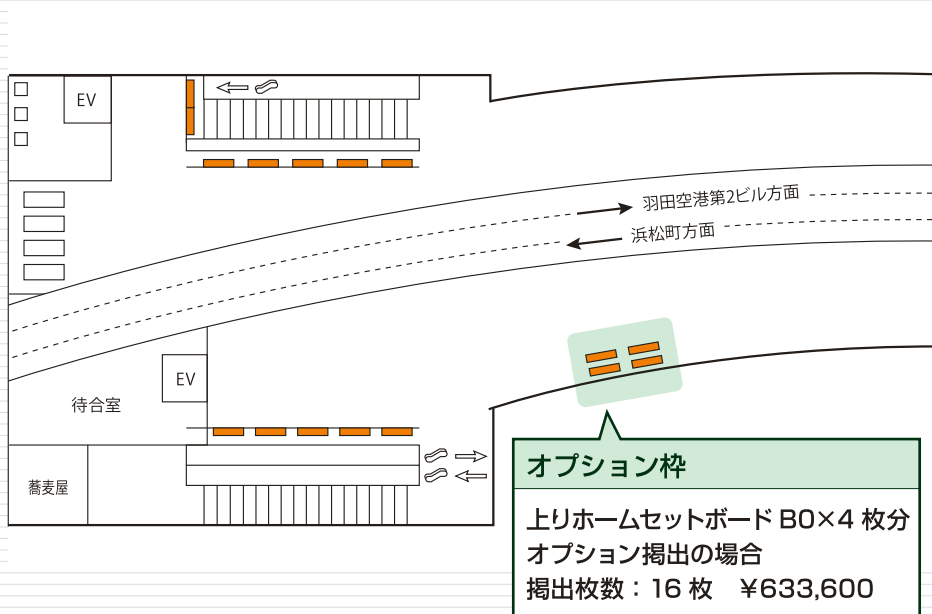 EV
羽田空港第2ビル方面
浜松町方面
EV
待合室
蕎麦屋
オプション枠
上りホームセットボード B0×4 枚分
オプション掲出の場合
掲出枚数：16 枚　¥633,600